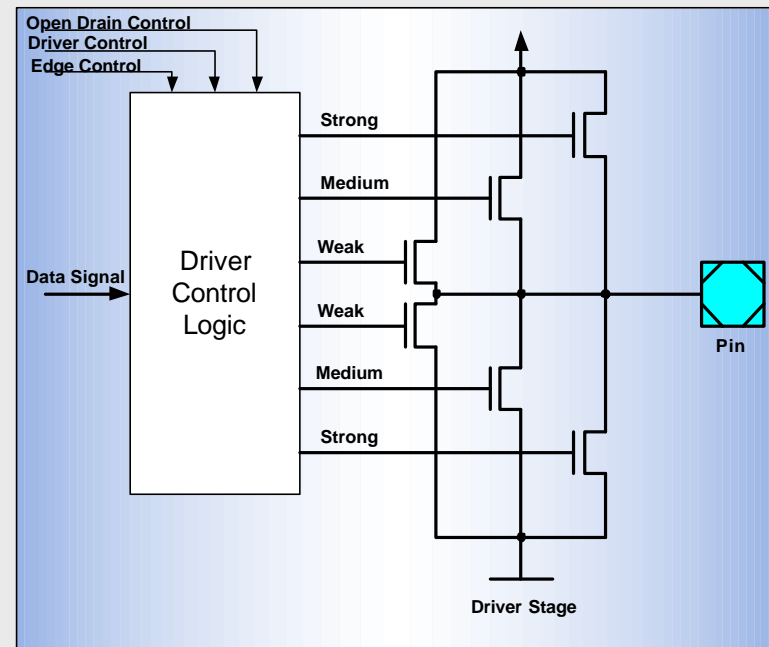 Open Drain Control
Driver Control
Edge Control
Strong
Medium
Weak
Data Signal
Driver
Control
Logic
Weak
Medium
Strong
Pin
Driver Stage